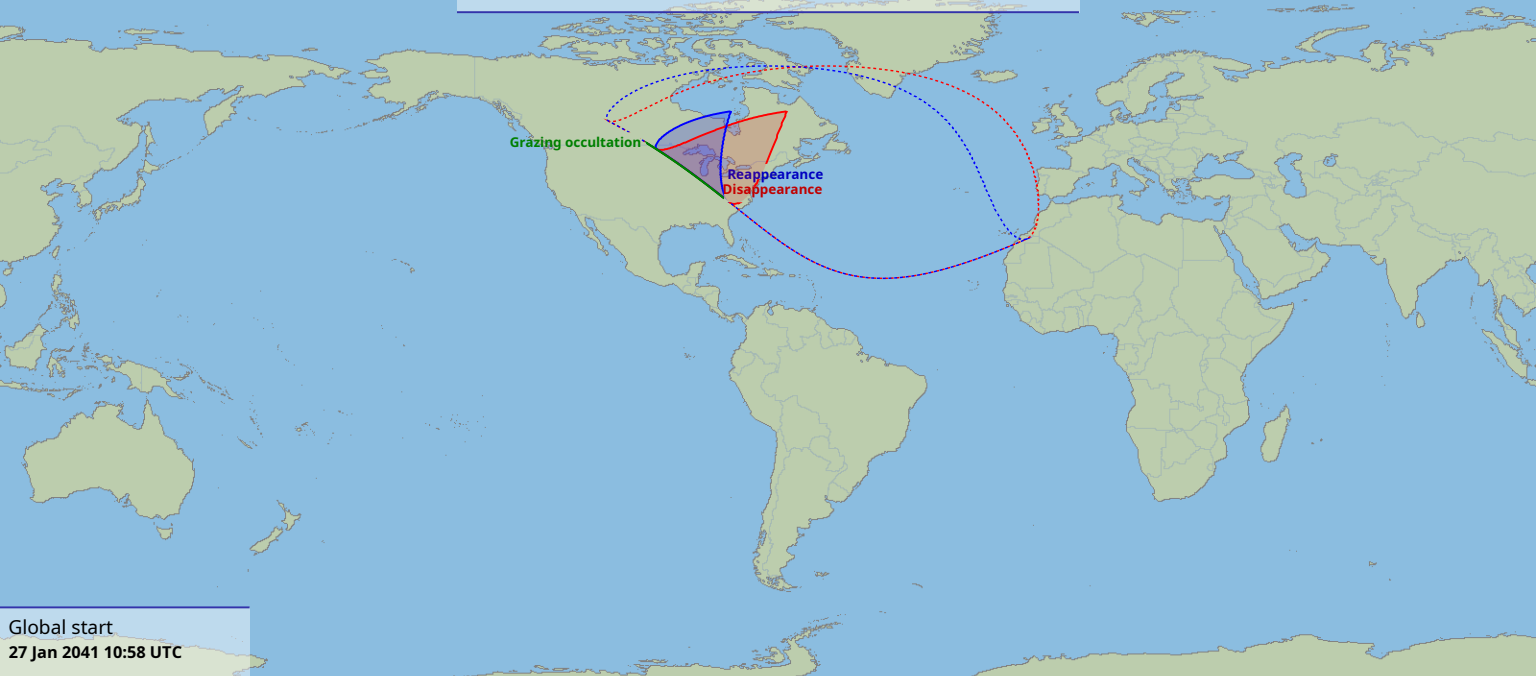 Grazing occultation
Reappearance
Disappearance
Global start
27 Jan 2041 10:58 UTC